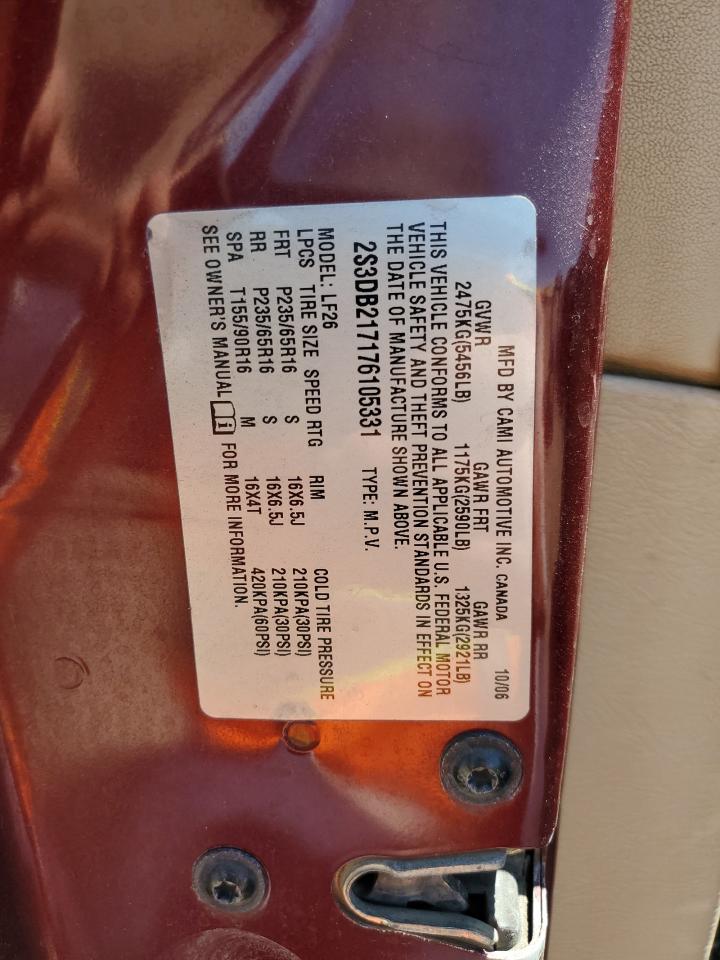 MFD BY CAMI AUTOMOTIVE INC. CANADA 10/06
GVWR GAWR FRT GAWR RR
2475KG(5456LB) 1175KG(2590LB) 1325KG(2921LB)
THIS VEHICLE CONFORMS TO ALL APPLICABLE U.S. FEDERAL MOTOR
VEHICLE SAFETY AND THEFT PREVENTION STANDARDS IN EFFECT ON
THE DATE OF MANUFACTURE SHOWN ABOVE.
2S3DB217176105331 TYPE: M.P.V.
MODEL: LF26
LPCS TIRE SIZE SPEED RTG RIM COLD TIRE PRESSURE
FRT P235/65R16 S 16X6.5J 210KPA(30PSI)
RR P235/65R16 S 16X6.5J 210KPA(30PSI)
SPA T155/90R16 M 16X4T 420KPA(60PSI)
SEE OWNER'S MANUAL FOR MORE INFORMATION.